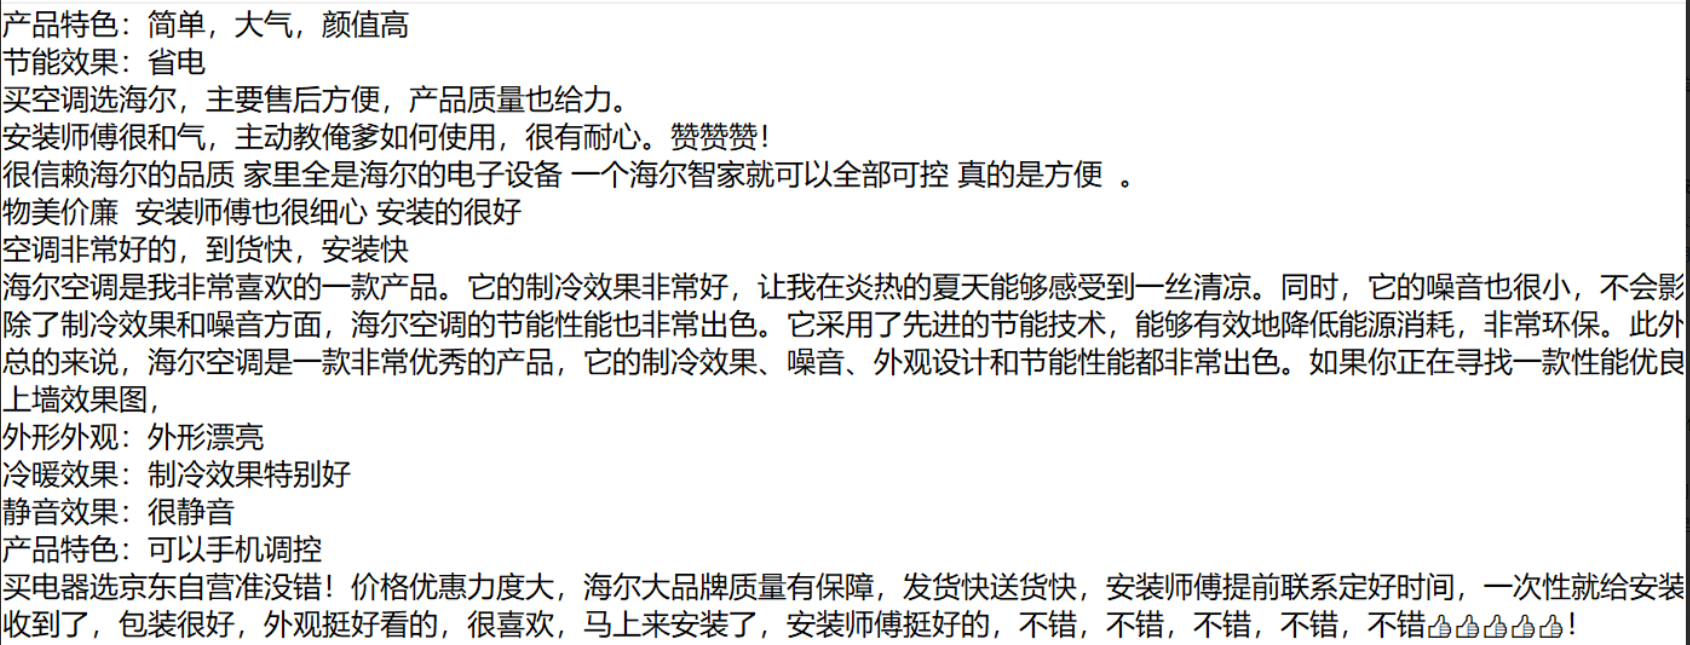 产品特色：简单，大气，颜值高
节能效果：省电
买空调选海尔，主要售后方便，产品质量也给力。
安装师傅很和气，主动教俺爹如何使用，很有耐心。赞赞赞！
很信赖海尔的品质 家里全是海尔的电子设备 一个海尔智家就可以全部可控 真的是方便  。
物美价廉  安装师傅也很细心 安装的很好
空调非常好的，到货快，安装快
海尔空调是我非常喜欢的一款产品。它的制冷效果非常好，让我在炎热的夏天能够感受到一丝清凉。同时，它的噪音也很小，不会影
除了制冷效果和噪音方面，海尔空调的节能性能也非常出色。它采用了先进的节能技术，能够有效地降低能源消耗，非常环保。此外
总的来说，海尔空调是一款非常优秀的产品，它的制冷效果、噪音、外观设计和节能性能都非常出色。如果你正在寻找一款性能优良
上墙效果图，
外形外观：外形漂亮
冷暖效果：制冷效果特别好
静音效果：很静音
产品特色：可以手机调控
买电器选京东自营准没错！价格优惠力度大，海尔大品牌质量有保障，发货快送货快，安装师傅提前联系定好时间，一次性就给安装
收到了，包装很好，外观挺好看的，很喜欢，马上来安装了，安装师傅挺好的，不错，不错，不错，不错，不错👍👍👍👍👍！